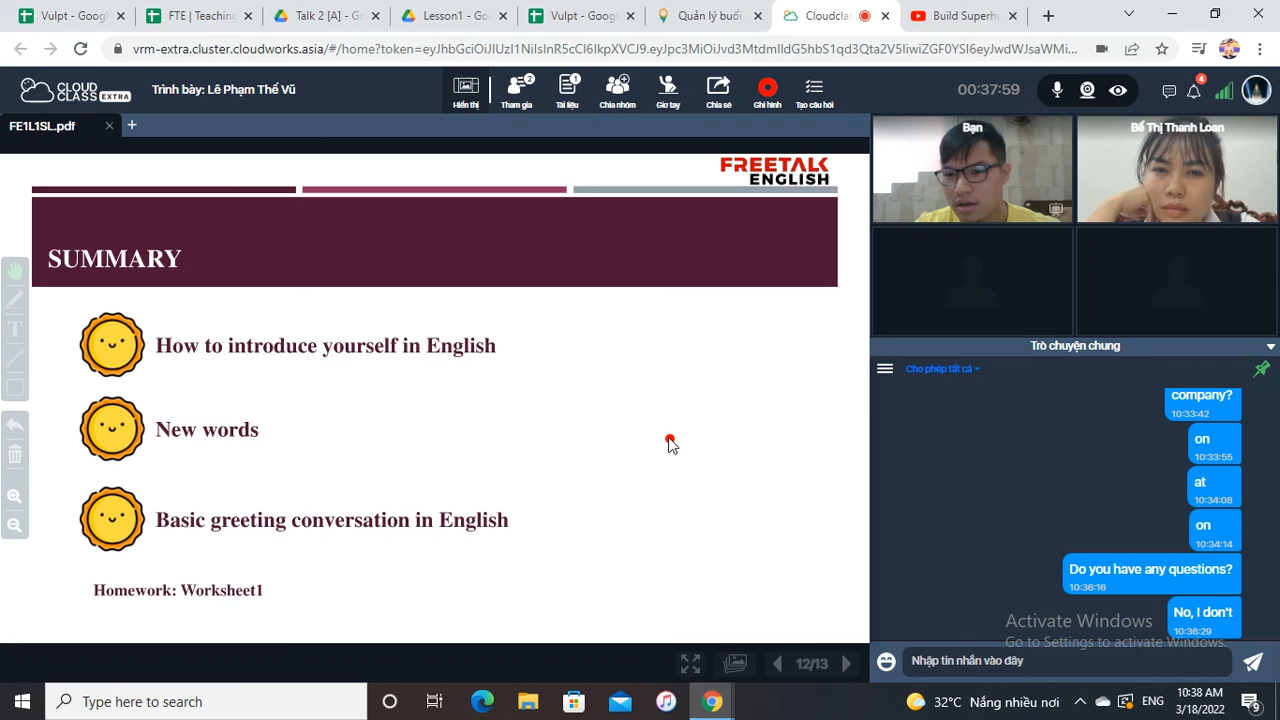 Vulpt - Googl
FTE | Teaching
Talk 2 [A] - Go
Lesson1 - Goo
Vulpt - Googl
Quản lý buổi
Cloudclas
Build Superhu
vrm-extra.cluster.cloudworks.asia/#/home?token=eyJhbGciOiJIUzI1NiIsInR5cCI6IkpXVCJ9.eyJpc3MiOiJvd3MtdmlldG5hbS1qd3Qta2V5IiwiZGF0YSI6eyJwdWJsaWMi...
CLOUD CLASS EXTRA
Trình bày: Lê Phạm Thế Vũ
Hiển thị
2
Tham gia
1
Tài liệu
Chia nhóm
Giơ tay
Chia sẻ
Ghi hình
Tạo câu hỏi
00:37:59
4
FE1L1SL.pdf
FREETALK
ENGLISH
SUMMARY
How to introduce yourself in English
New words
Basic greeting conversation in English
Homework: Worksheet1
12/13
Bạn
Bế Thị Thanh Loan
Trò chuyện chung
Cho phép tất cả
company?
10:33:42
on
10:33:55
at
10:34:08
on
10:34:14
Do you have any questions?
10:36:16
No, I don't
10:36:29
Activate Windows
Go to Settings to activate Windows.
Nhập tin nhắn vào đây
Type here to search
32°C Nắng nhiều nơi
ENG
10:38 AM
3/18/2022
9